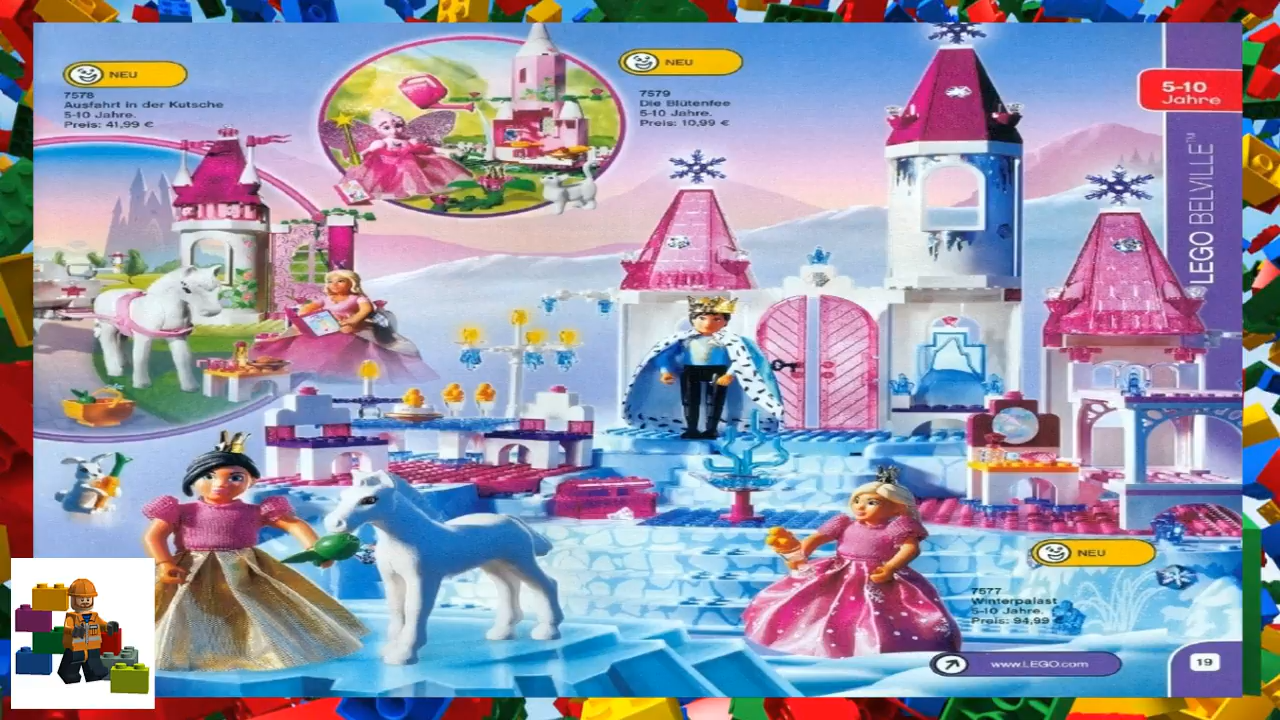 NEU
7578
Ausfahrt in der Kutsche
5-10 Jahre.
Preis: 41,99 €
NEU
7579
Die Blütenfee
5-10 Jahre.
Preis: 10,99 €
5-10
Jahre
LEGO BELVILLE™
NEU
7577
Winterpalast
5-10 Jahre.
Preis: 94,99 €
www.LEGO.com
19